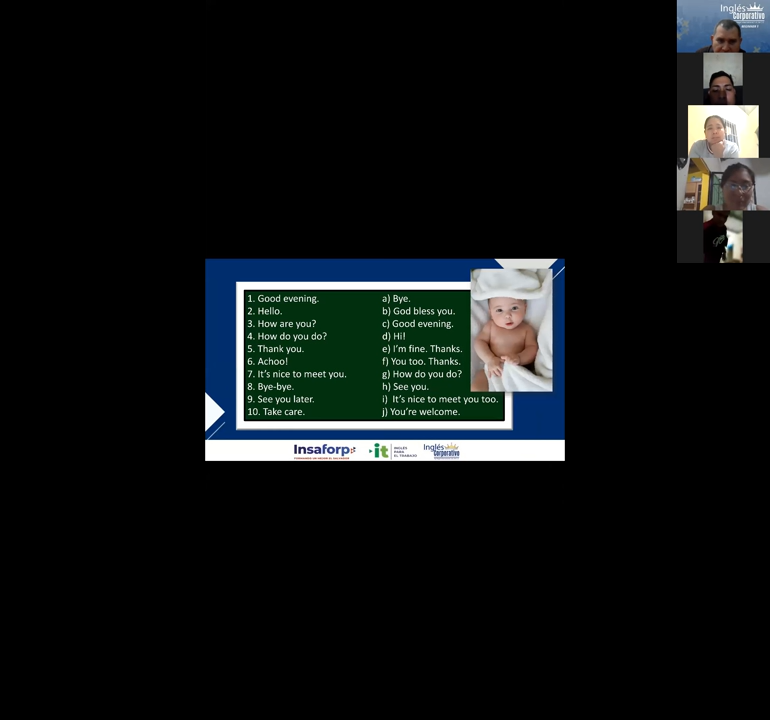 Inglés
Corporativo
1. Good evening.
2. Hello.
3. How are you?
4. How do you do?
5. Thank you.
6. Achoo!
7. It's nice to meet you.
8. Bye-bye.
9. See you later.
10. Take care.
a) Bye.
b) God bless you.
c) Good evening.
d) Hi!
e) I'm fine. Thanks.
f) You too. Thanks.
g) How do you do?
h) See you.
i) It's nice to meet you too.
j) You're welcome.
Insaforp
it
INGLÉS
PARA
EL TRABAJO
Inglés
Corporativo